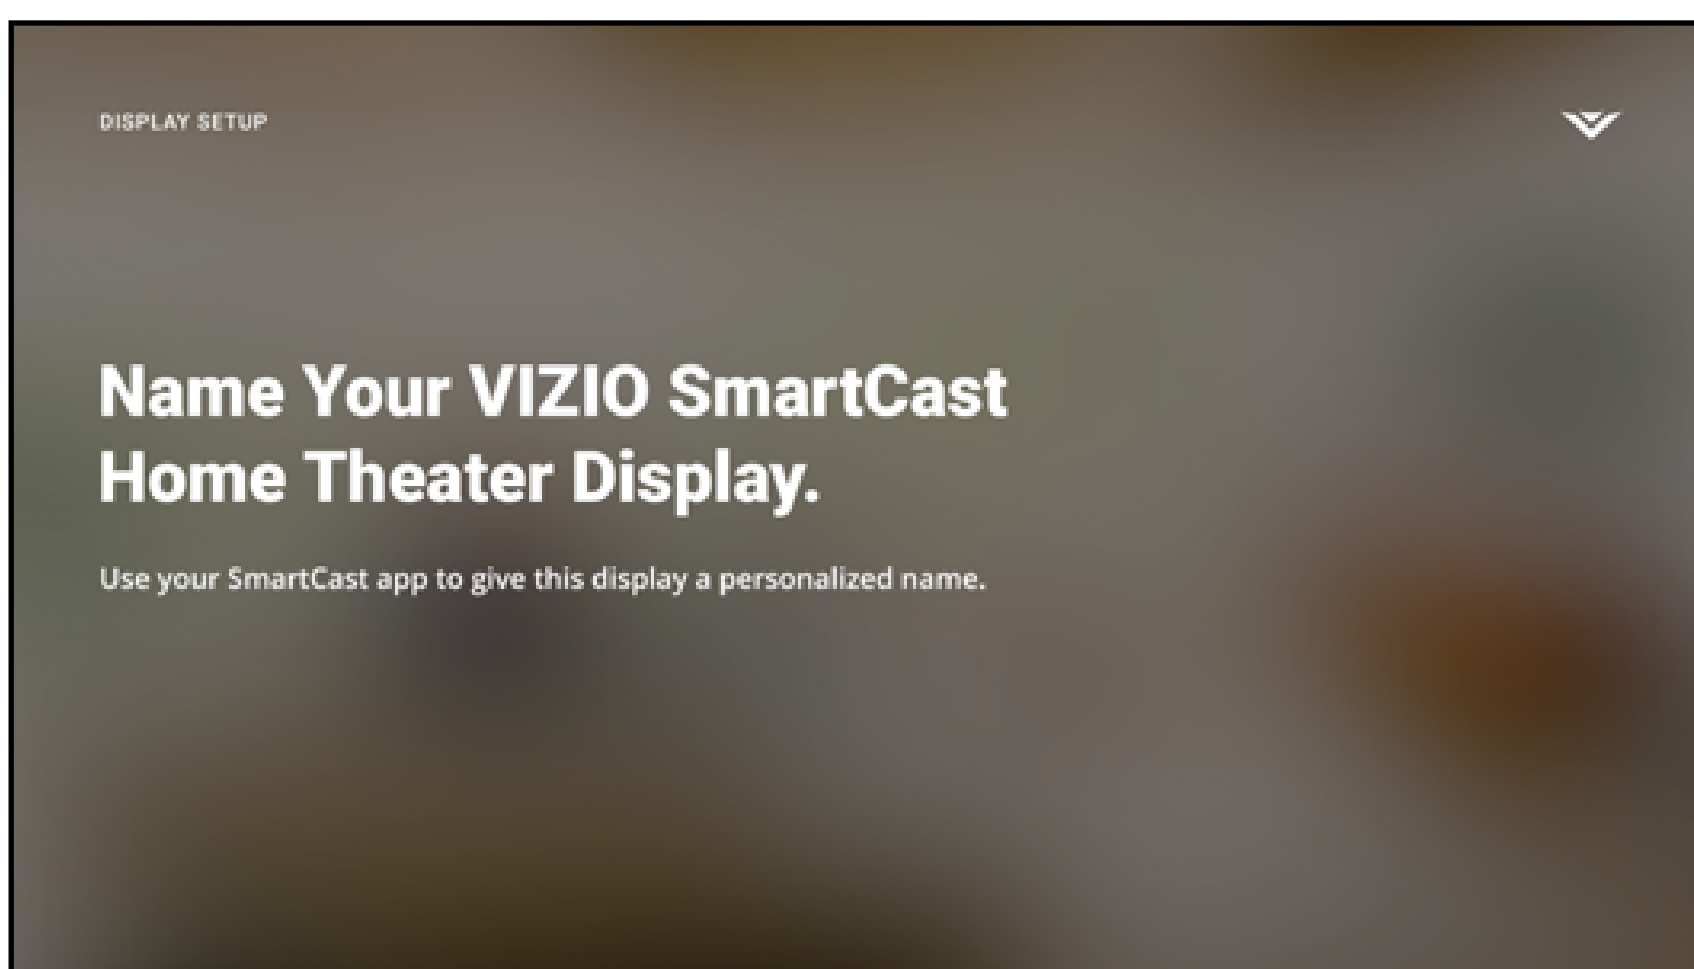 DISPLAY SETUP
Name Your VIZIO SmartCast
Home Theater Display.
Use your SmartCast app to give this display a personalized name.